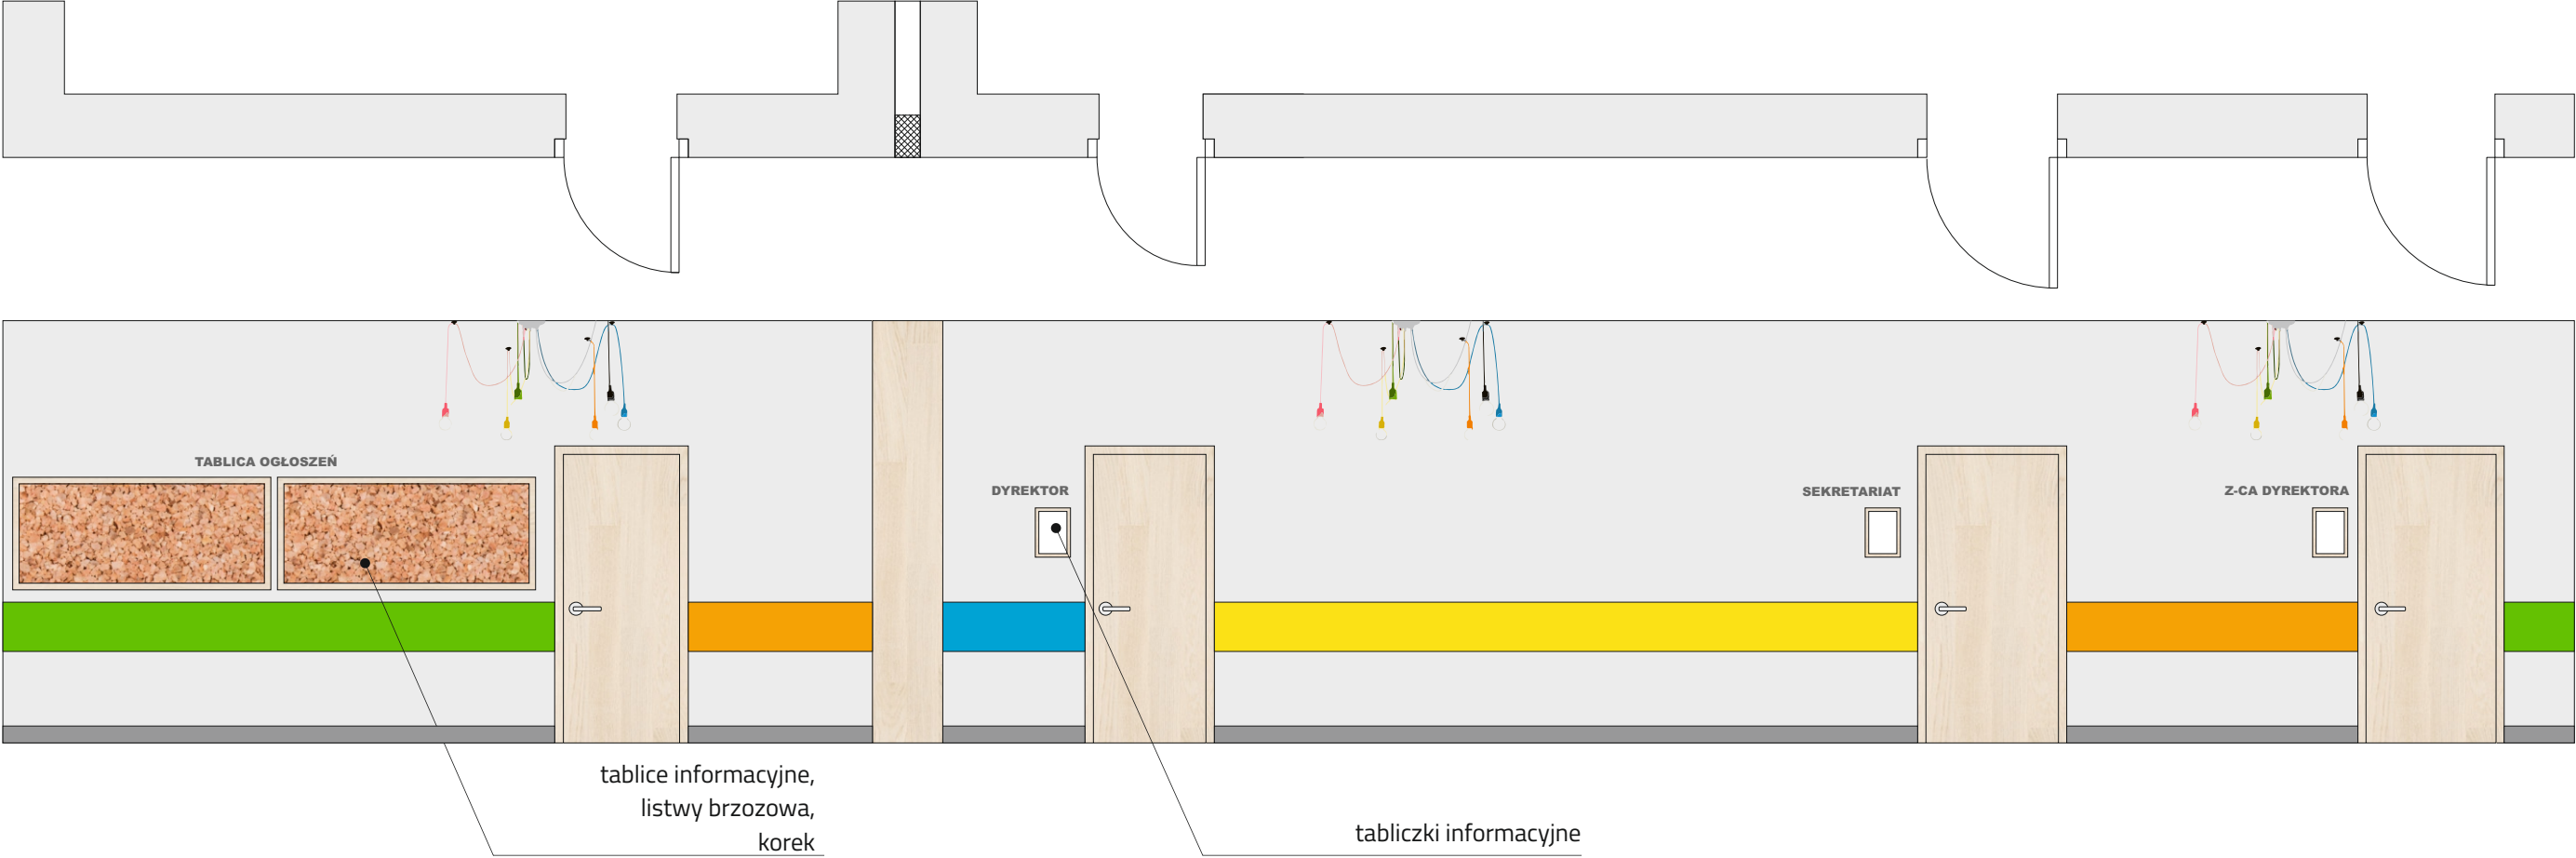 TABLICA OGŁOSZEŃ
DYREKTOR
SEKRETARIAT
Z-CA DYREKTORA
tablice informacyjne,
listwy brzozowa,
korek
tabliczki informacyjne